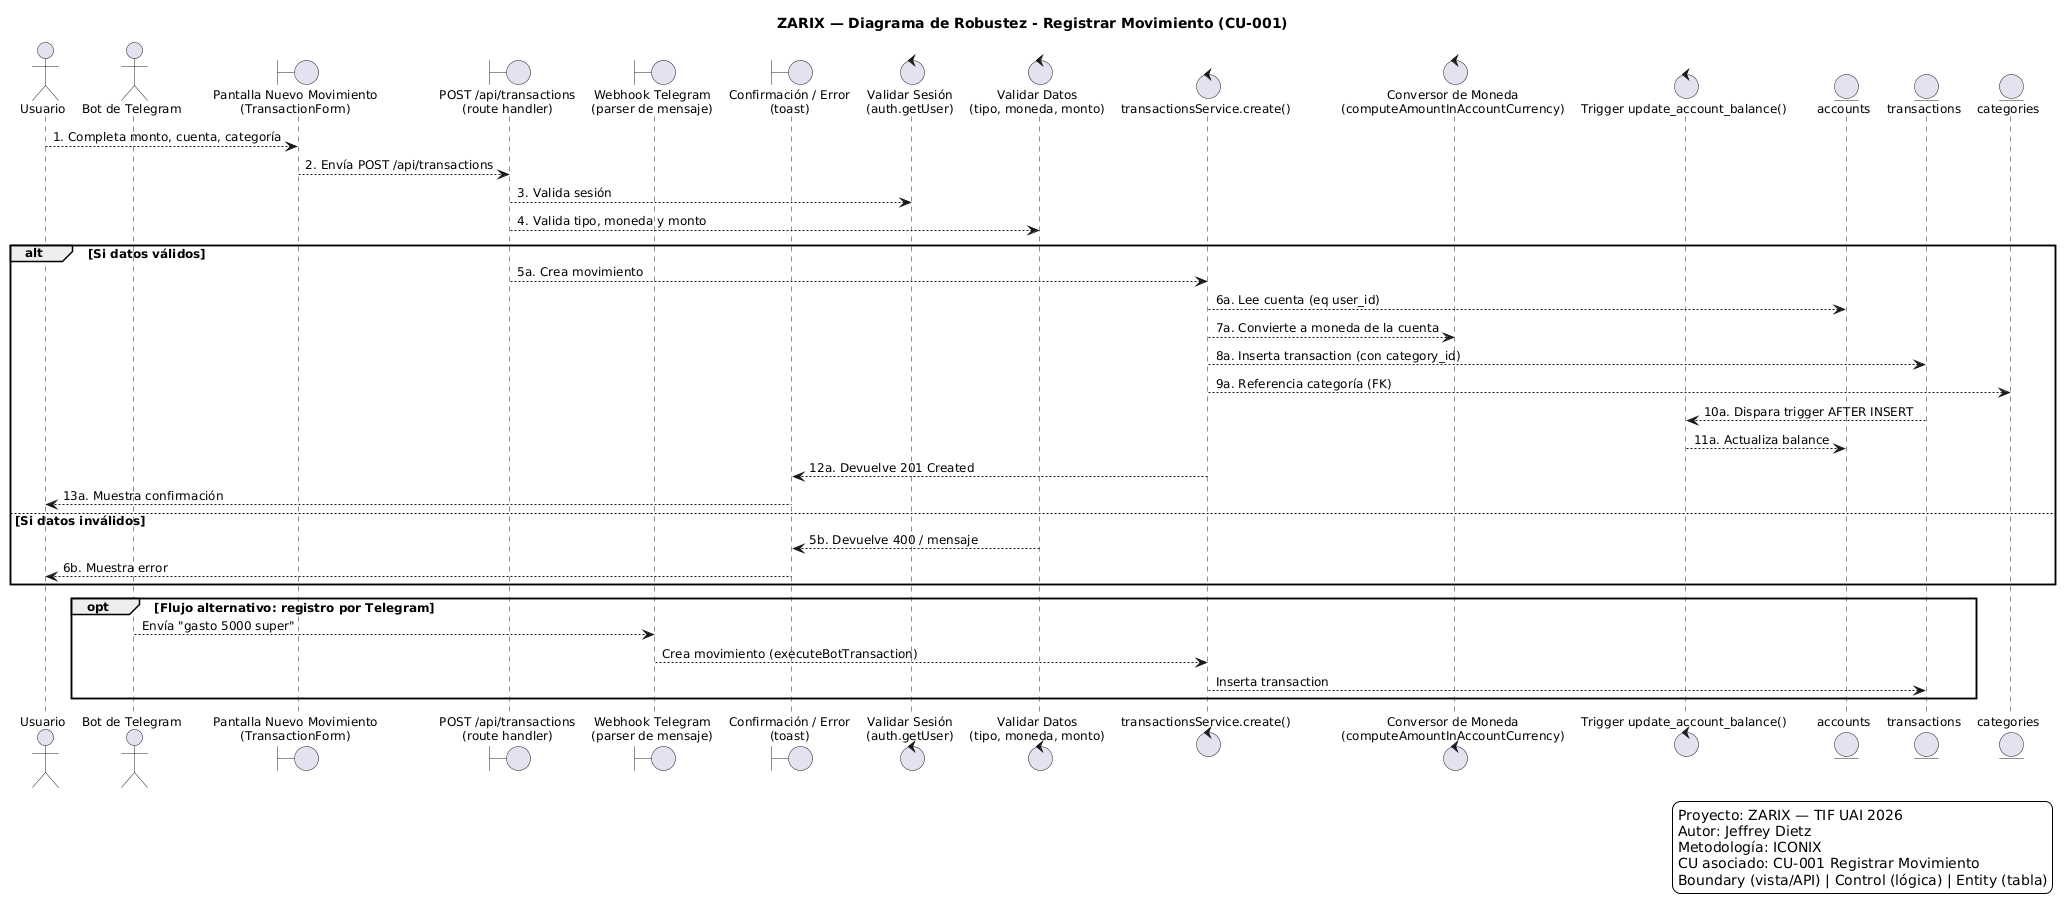 ZARIX — Diagrama de Robustez - Registrar Movimiento (CU-001)
Usuario
Bot de Telegram
Pantalla Nuevo Movimiento
(TransactionForm)
POST /api/transactions
(route handler)
Webhook Telegram
(parser de mensaje)
Confirmación / Error
(toast)
Validar Sesión
(auth.getUser)
Validar Datos
(tipo, moneda, monto)
transactionsService.create()
Conversor de Moneda
(computeAmountInAccountCurrency)
Trigger update_account_balance()
accounts
transactions
categories
1. Completa monto, cuenta, categoría
2. Envía POST /api/transactions
3. Valida sesión
4. Valida tipo, moneda y monto
alt [Si datos válidos]
5a. Crea movimiento
6a. Lee cuenta (eq user_id)
7a. Convierte a moneda de la cuenta
8a. Inserta transaction (con category_id)
9a. Referencia categoría (FK)
10a. Dispara trigger AFTER INSERT
11a. Actualiza balance
12a. Devuelve 201 Created
13a. Muestra confirmación
[Si datos inválidos]
5b. Devuelve 400 / mensaje
6b. Muestra error
opt [Flujo alternativo: registro por Telegram]
Envía "gasto 5000 super"
Crea movimiento (executeBotTransaction)
Inserta transaction
Usuario
Bot de Telegram
Pantalla Nuevo Movimiento
(TransactionForm)
POST /api/transactions
(route handler)
Webhook Telegram
(parser de mensaje)
Confirmación / Error
(toast)
Validar Sesión
(auth.getUser)
Validar Datos
(tipo, moneda, monto)
transactionsService.create()
Conversor de Moneda
(computeAmountInAccountCurrency)
Trigger update_account_balance()
accounts
transactions
categories
Proyecto: ZARIX — TIF UAI 2026
Autor: Jeffrey Dietz
Metodología: ICONIX
CU asociado: CU-001 Registrar Movimiento
Boundary (vista/API) | Control (lógica) | Entity (tabla)